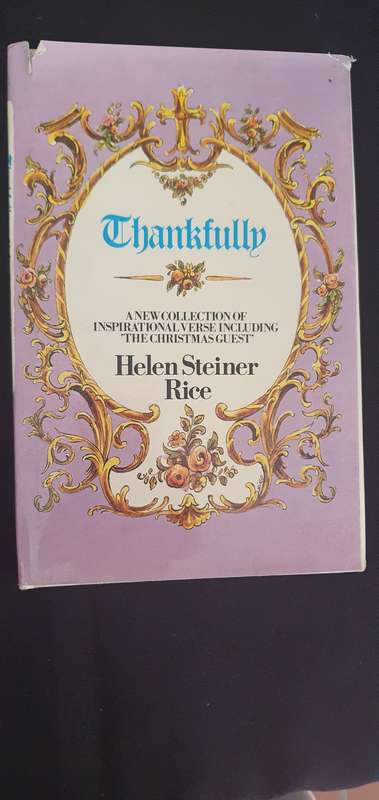 Thankfully
A NEW COLLECTION OF
INSPIRATIONAL VERSE INCLUDING
'THE CHRISTMAS GUEST'
Helen Steiner
Rice